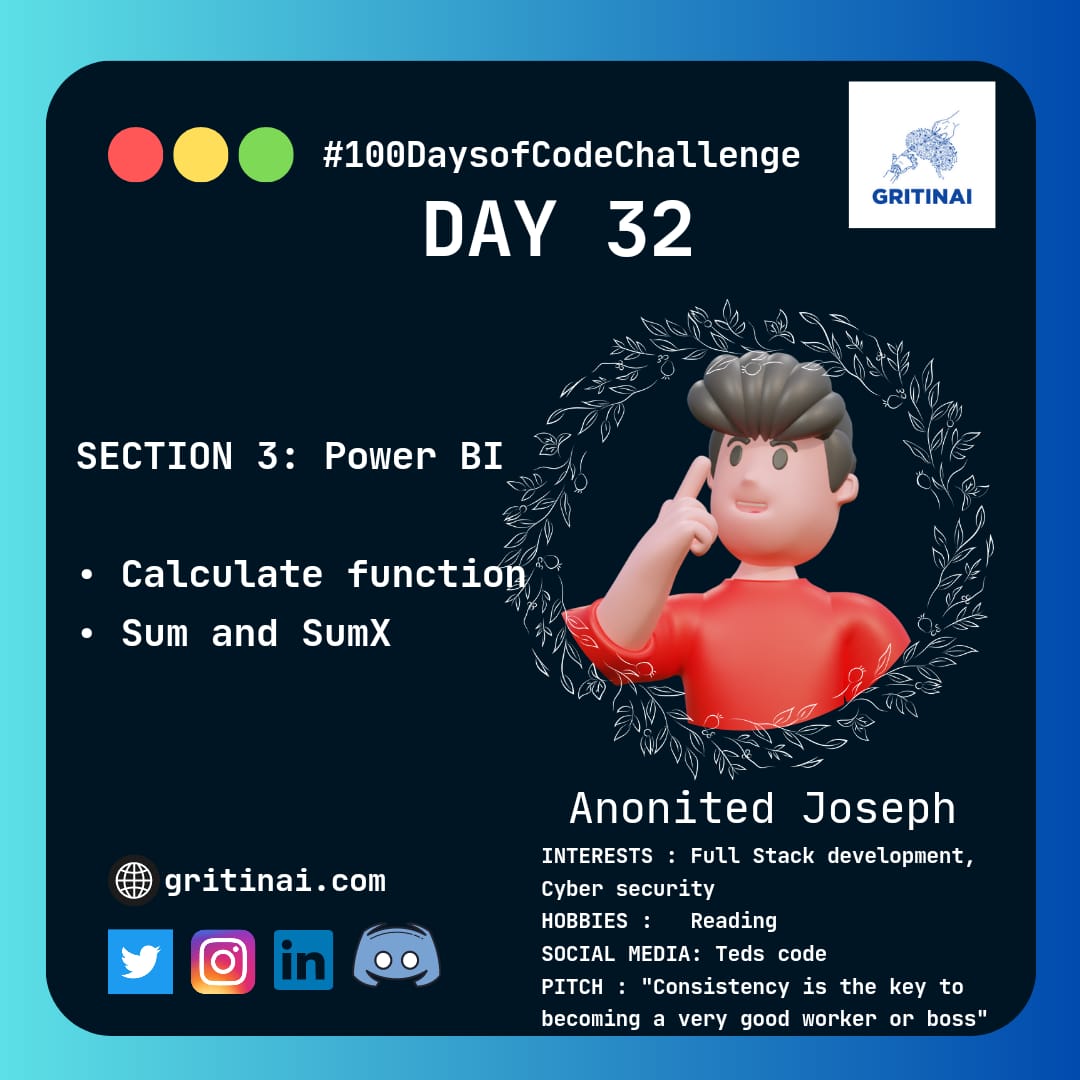 #100DaysofCodeChallenge
GRITINAI
DAY 32
SECTION 3: Power BI
• Calculate function
• Sum and SumX
Anonited Joseph
INTERESTS : Full Stack development,
Cyber security
HOBBIES : Reading
SOCIAL MEDIA: Teds code
PITCH : "Consistency is the key to
becoming a very good worker or boss"
gritinai.com
in